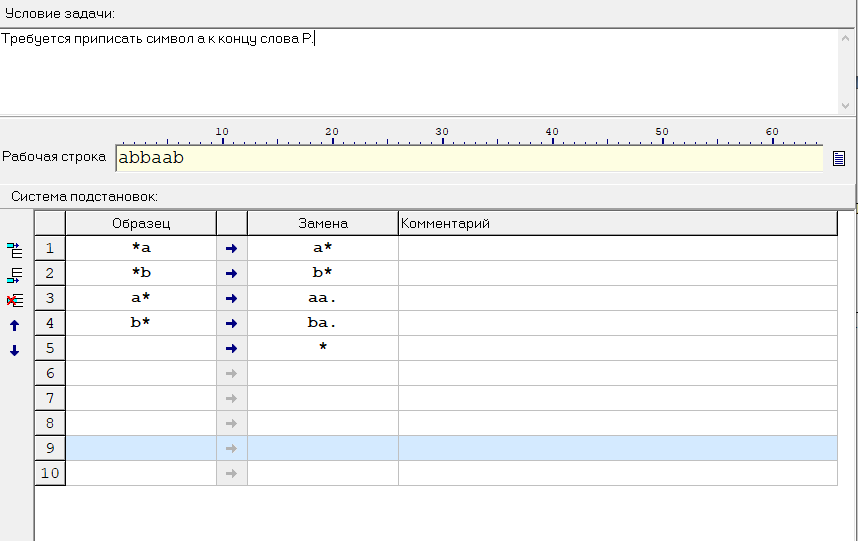 Условие задачи:
Требуется приписать символ а к концу слова Р.
10 20 30 40 50 60
Рабочая строка abbaab
Система подстановок:
Образец Замена Комментарий
1 *a → a*
2 *b → b*
3 a* → aa.
4 b* → ba.
5 → *
6 →
7 →
8 →
9 →
10 →